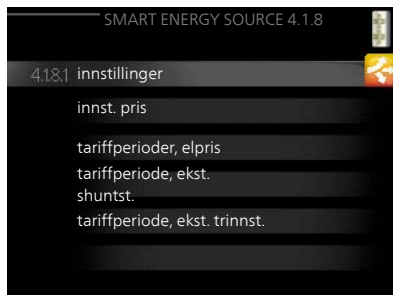 SMART ENERGY SOURCE 4.1.8
4.1.8.1 innstillinger
innst. pris
tariffperioder, elpris
tariffperiode, ekst.
shuntst.
tariffperiode, ekst. trinnst.